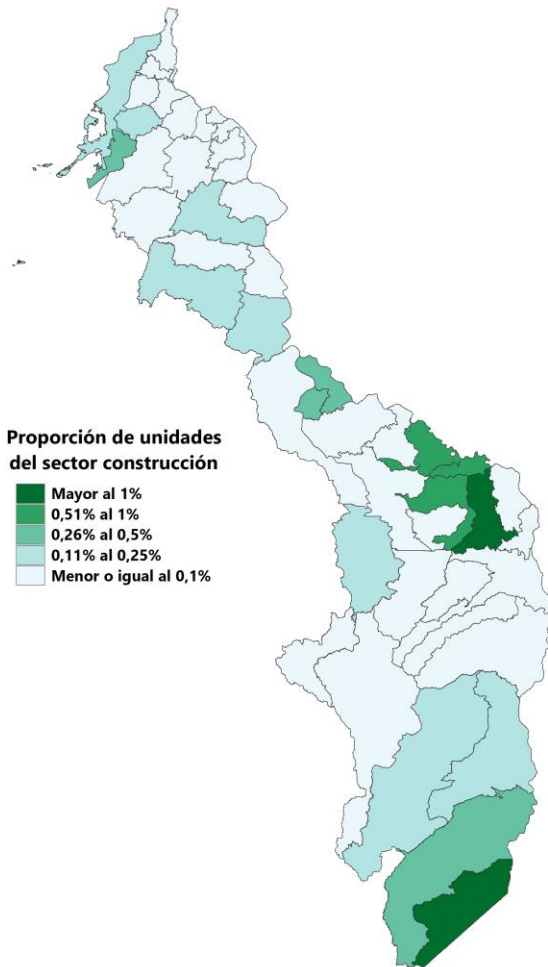 Proporción de unidades
del sector construcción
Mayor al 1%
0,51% al 1%
0,26% al 0,5%
0,11% al 0,25%
Menor o igual al 0,1%